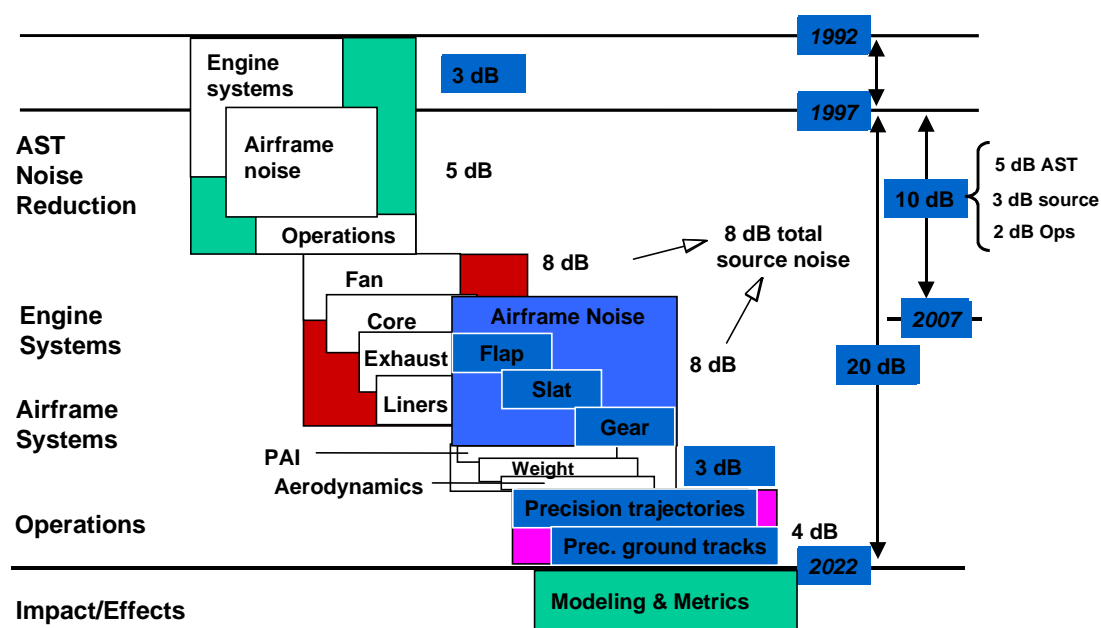 1992
Engine
systems
3 dB
1997
AST
Noise
Reduction
Airframe
noise
5 dB
10 dB
5 dB AST
3 dB source
2 dB Ops
Operations
8 dB
8 dB total
source noise
Fan
Engine
Systems
Core
Airframe Noise
2007
Exhaust
Flap
8 dB
20 dB
Slat
Liners
Airframe
Systems
Gear
PAI
Weight
3 dB
Aerodynamics
Operations
Precision trajectories
4 dB
Prec. ground tracks
2022
Impact/Effects
Modeling & Metrics